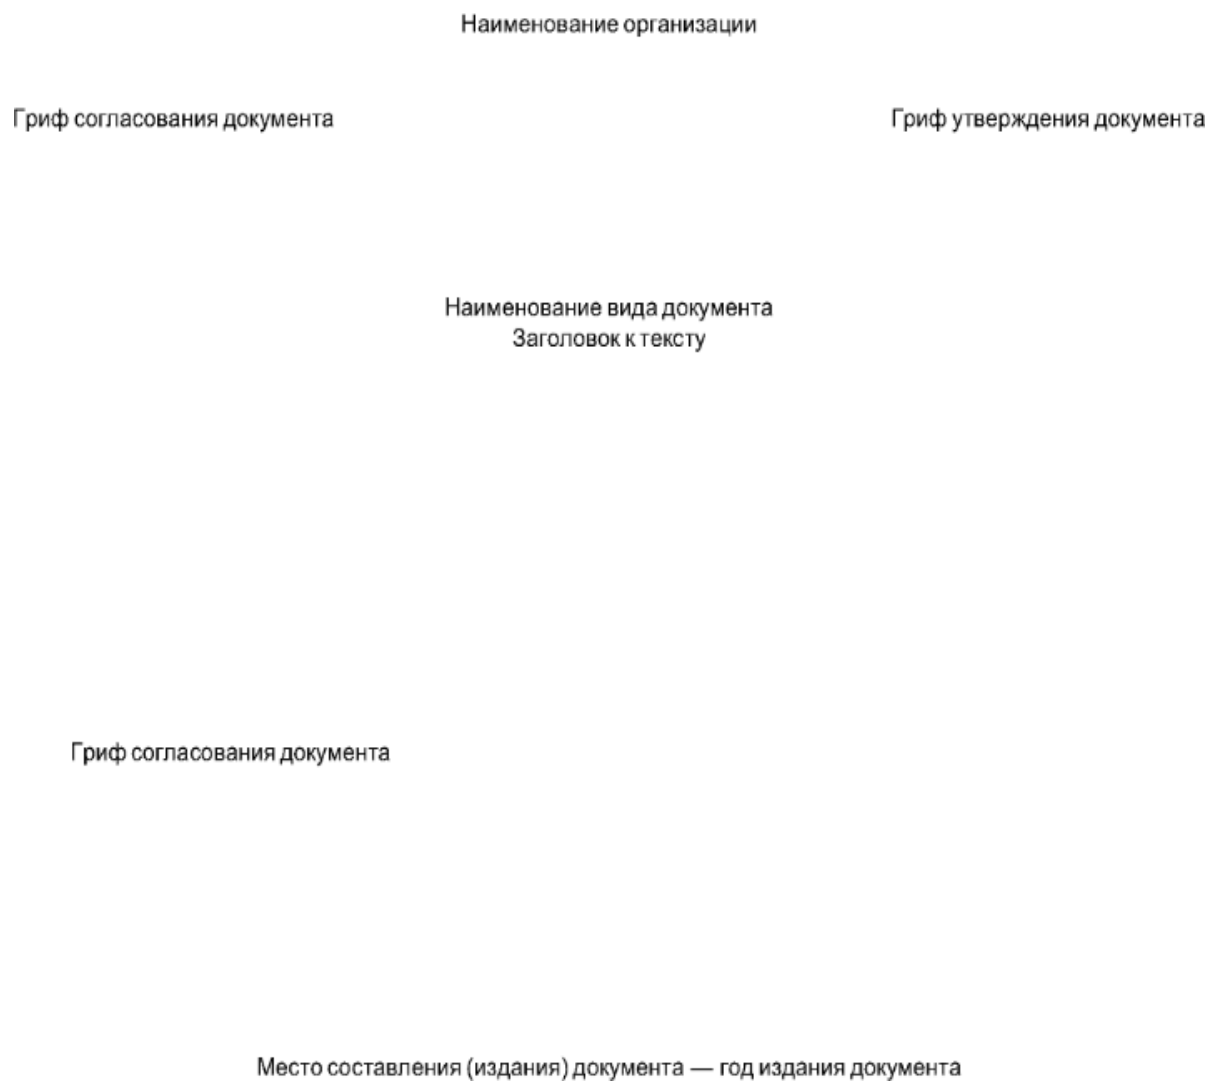 Наименование организации
Гриф согласования документа
Гриф утверждения документа
Наименование вида документа
Заголовок к тексту
Гриф согласования документа
Место составления (издания) документа — год издания документа